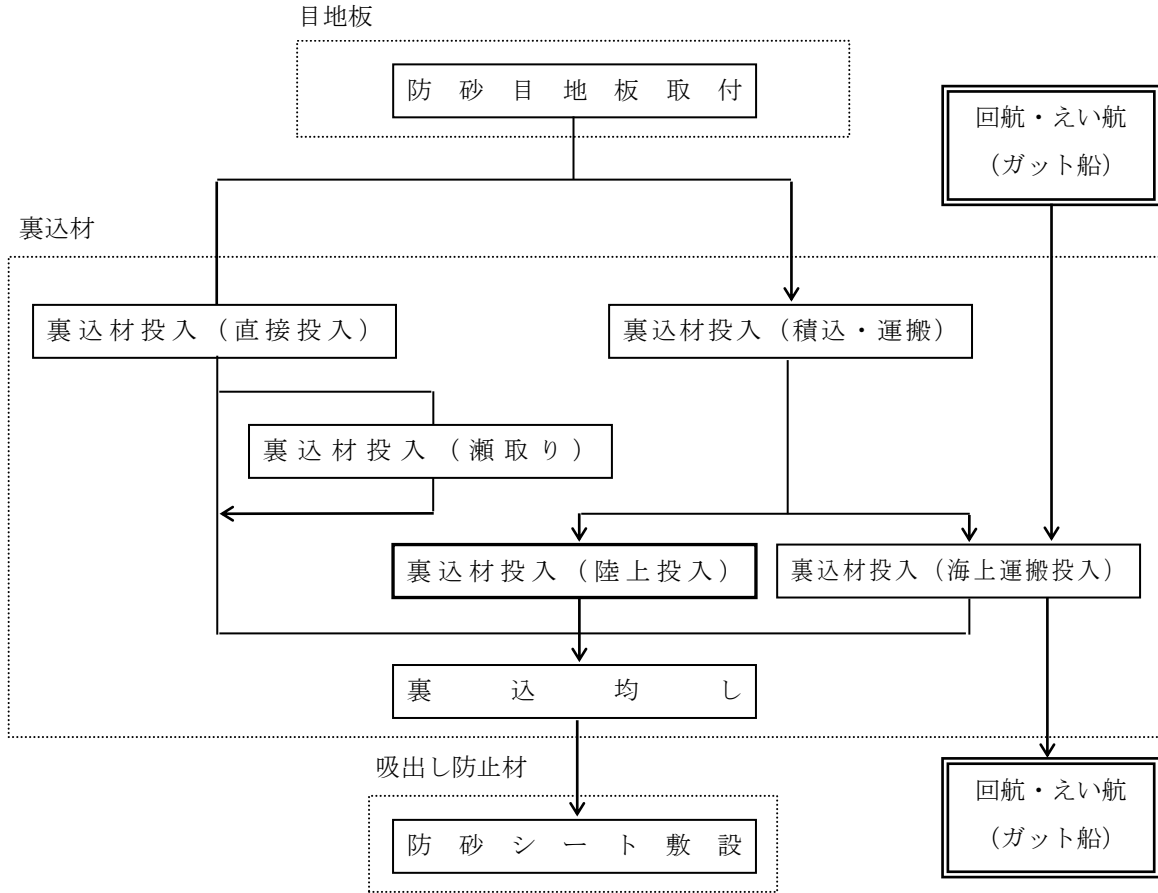 目地板
防砂目地板取付
回航・えい航
（ガット船）
裏込材
裏込材投入（直接投入）
裏込材投入（積込・運搬）
裏込材投入（瀬取り）
裏込材投入（陸上投入）
裏込材投入（海上運搬投入）
裏込均し
吸出し防止材
防砂シート敷設
回航・えい航
（ガット船）